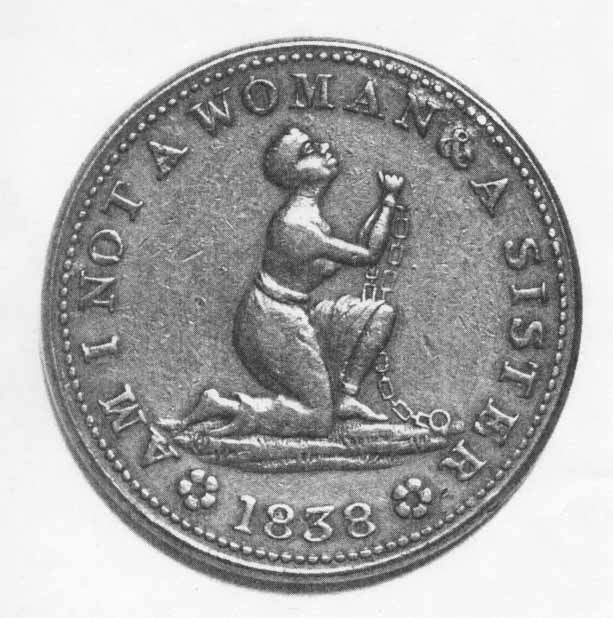 AM I NOT A WOMAN & A SISTER
1838